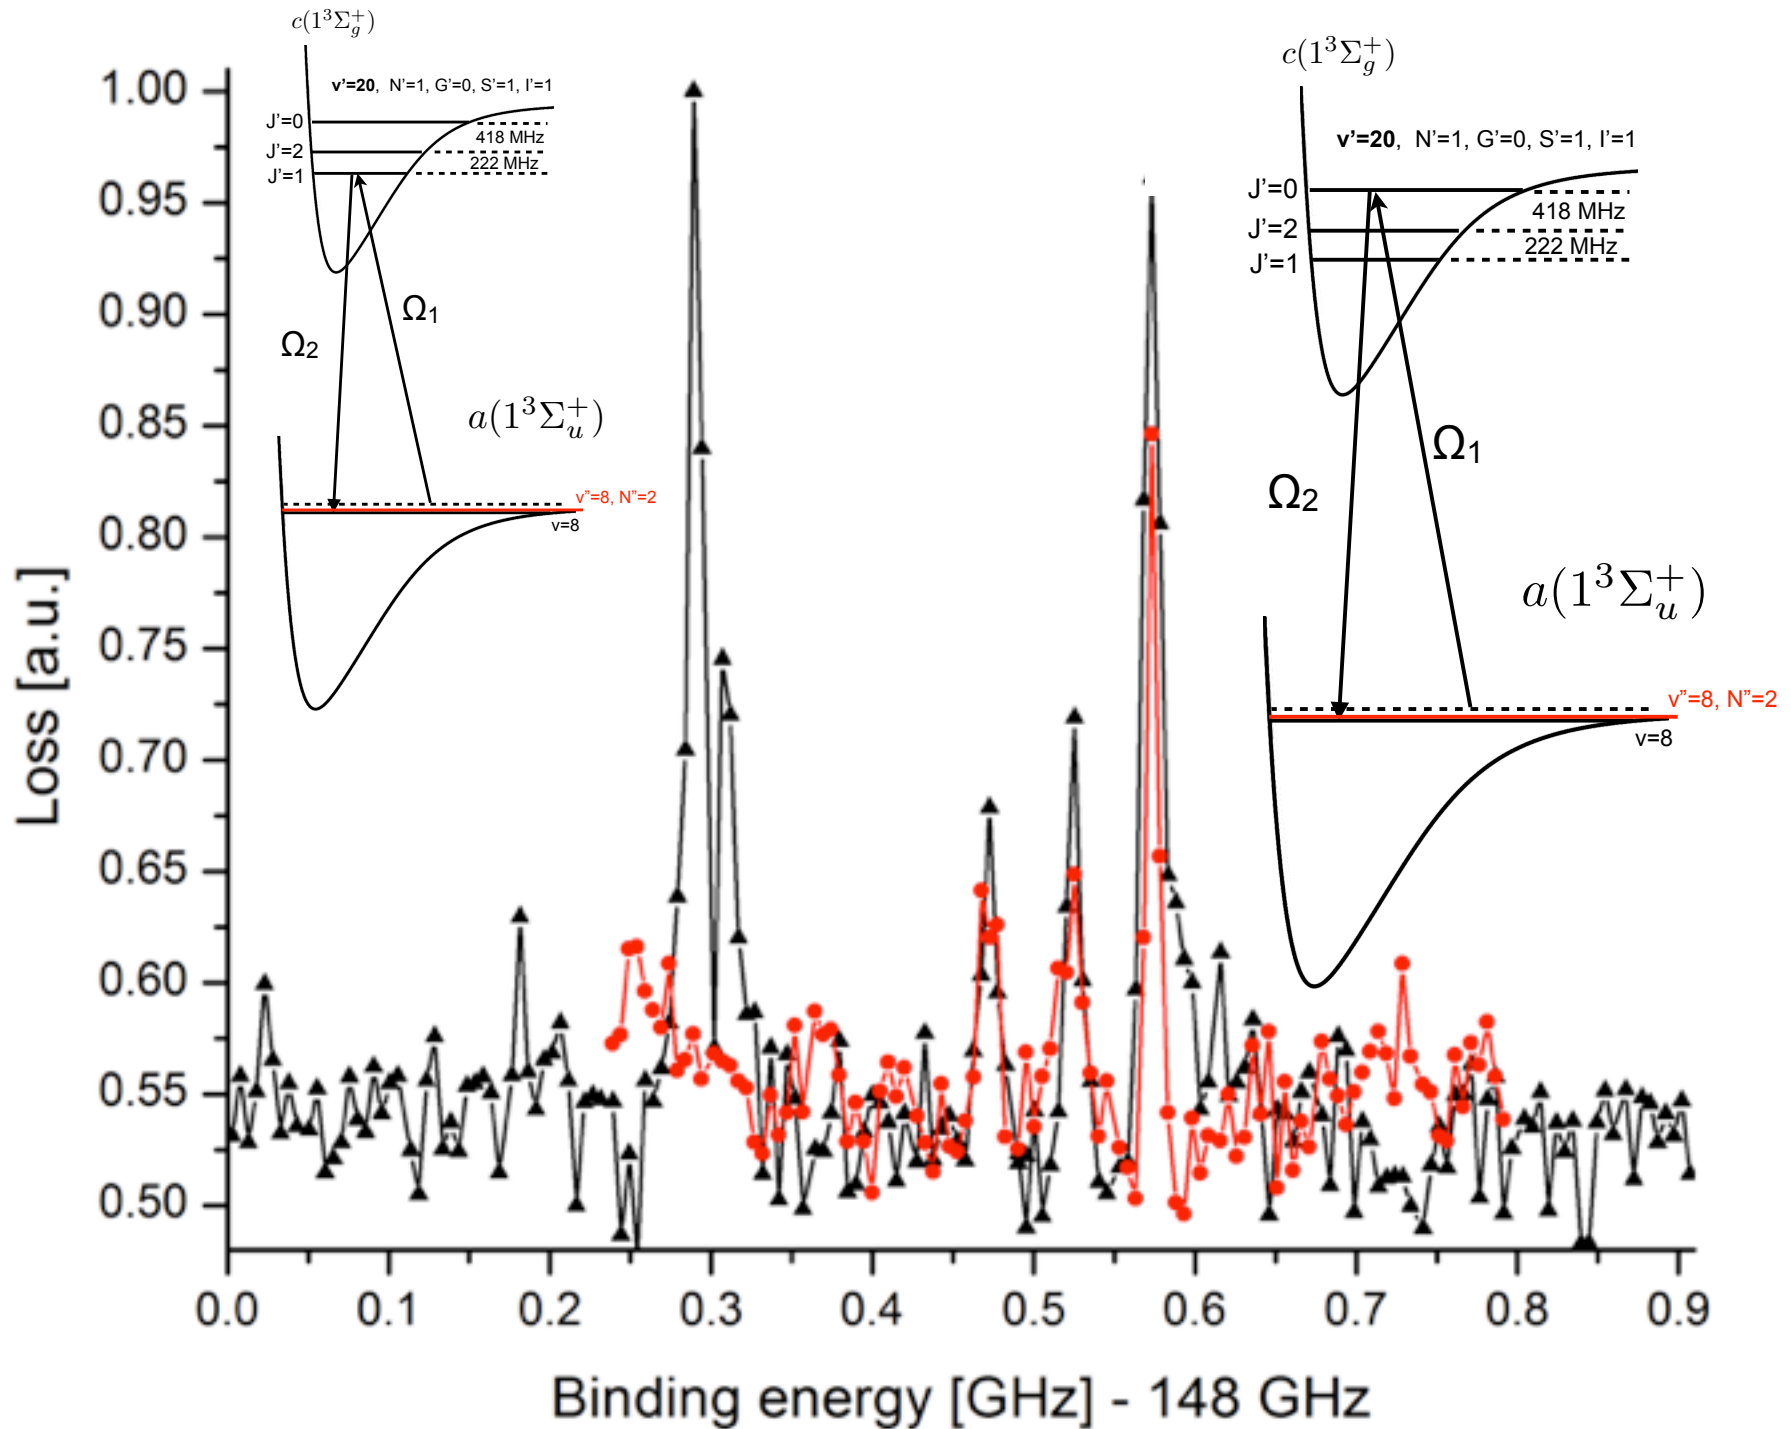 c(1³Σg⁺)
v'=20, N'=1, G'=0, S'=1, I'=1
J'=0
418 MHz
J'=2
222 MHz
J'=1
Ω1
Ω2
a(1³Σu⁺)
v"=8, N"=2
v=8
c(1³Σg⁺)
v'=20, N'=1, G'=0, S'=1, I'=1
J'=0
418 MHz
J'=2
222 MHz
J'=1
Ω1
Ω2
a(1³Σu⁺)
v"=8, N"=2
v=8
Loss [a.u.]
1.00
0.95
0.90
0.85
0.80
0.75
0.70
0.65
0.60
0.55
0.50
0.0 0.1 0.2 0.3 0.4 0.5 0.6 0.7 0.8 0.9
Binding energy [GHz] - 148 GHz